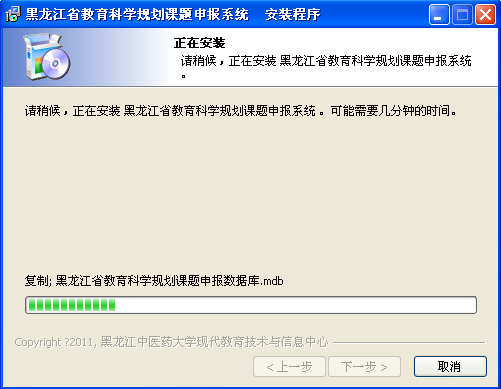 黑龙江省教育科学规划课题申报系统 安装程序
正在安装
请稍候，正在安装 黑龙江省教育科学规划课题申报系统
。
请稍候，正在安装 黑龙江省教育科学规划课题申报系统 。可能需要几分钟的时间。
复制; 黑龙江省教育科学规划课题申报数据库.mdb
Copyright ?2011, 黑龙江中医药大学现代教育技术与信息中心
< 上一步 下一步 > 取消